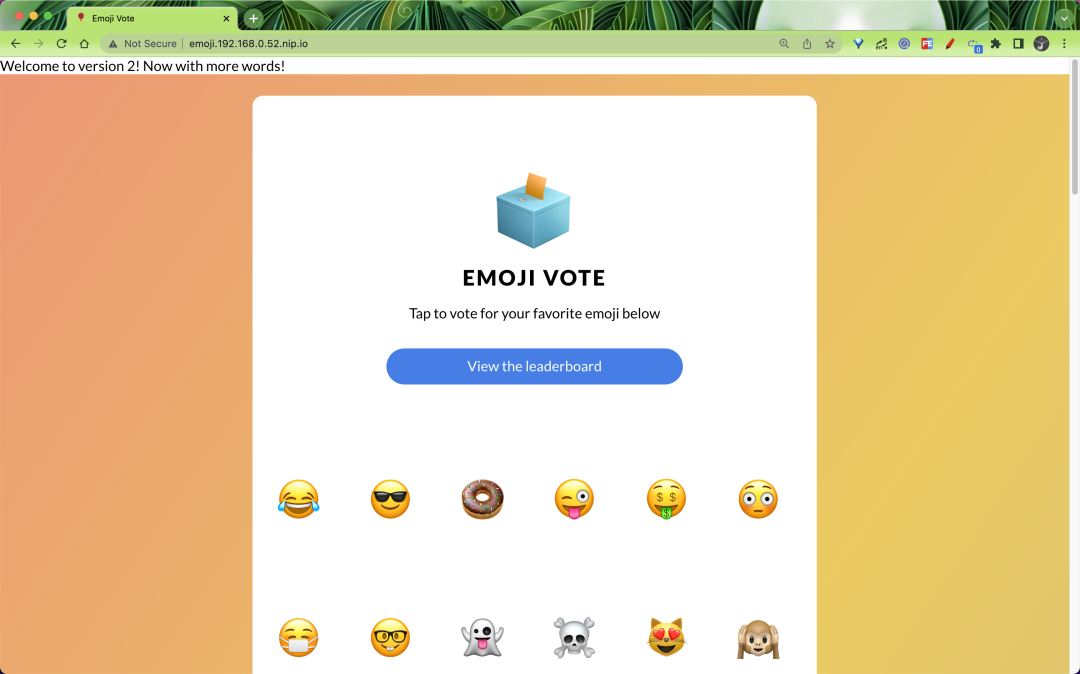 Emoji Vote
Not Secure
emoji.192.168.0.52.nip.io
0
Welcome to version 2! Now with more words!
EMOJI VOTE
Tap to vote for your favorite emoji below
View the leaderboard